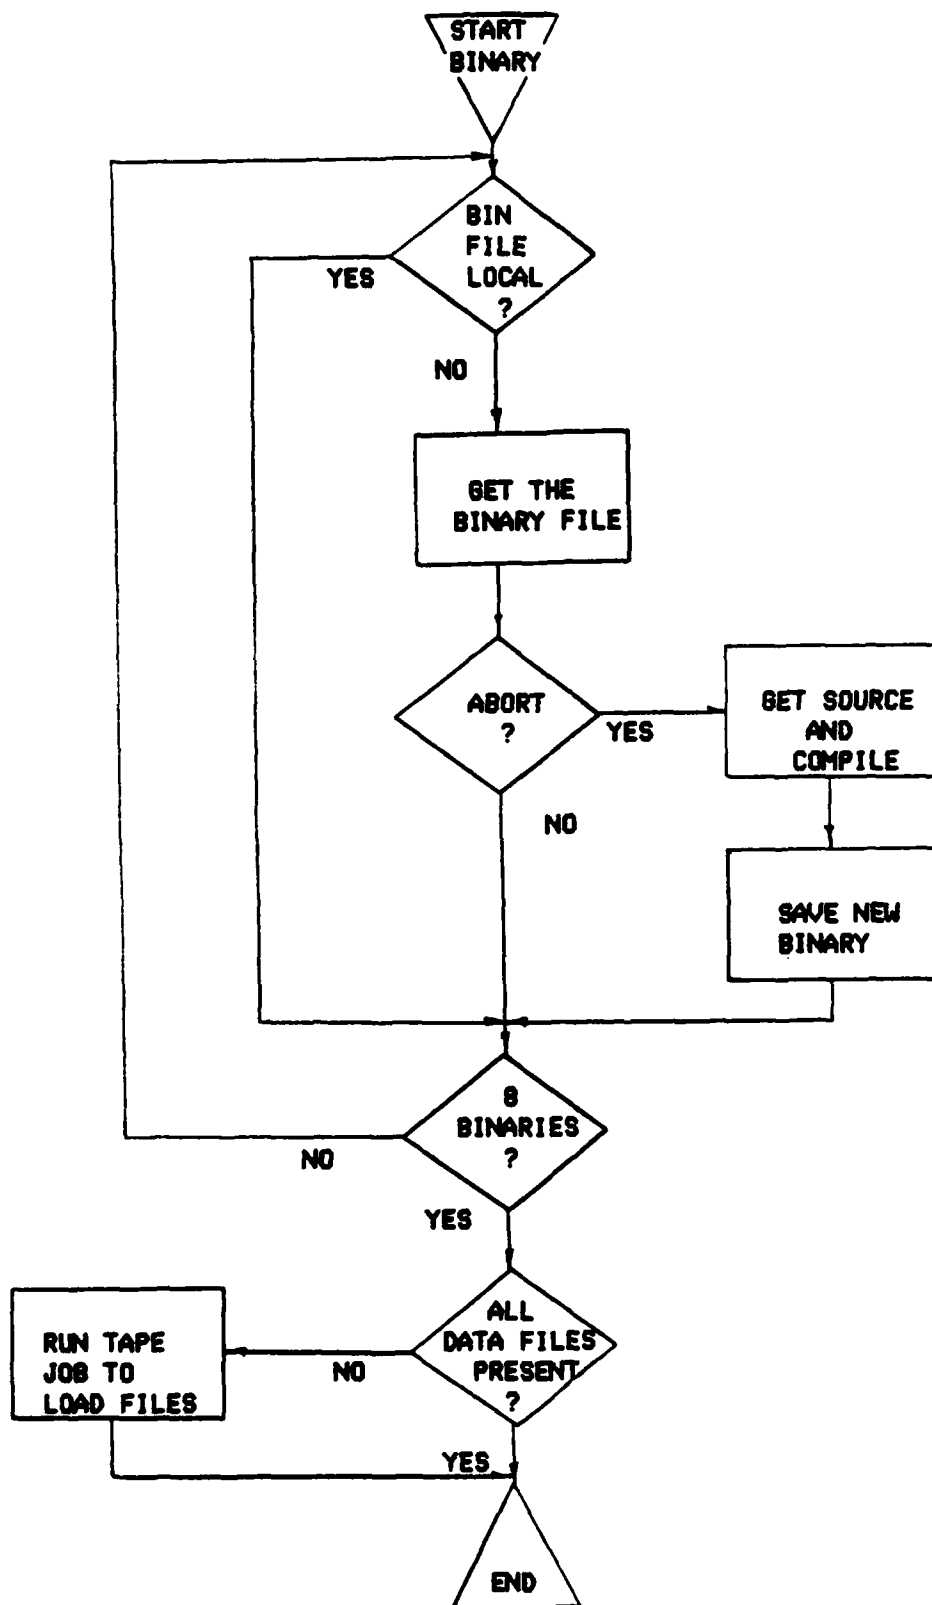 START
BINARY
BIN
FILE
LOCAL
?
YES
NO
GET THE
BINARY FILE
ABORT
?
YES
NO
GET SOURCE
AND
COMPILE
SAVE NEW
BINARY
8
BINARIES
?
NO
YES
ALL
DATA FILES
PRESENT
?
NO
YES
RUN TAPE
JOB TO
LOAD FILES
END